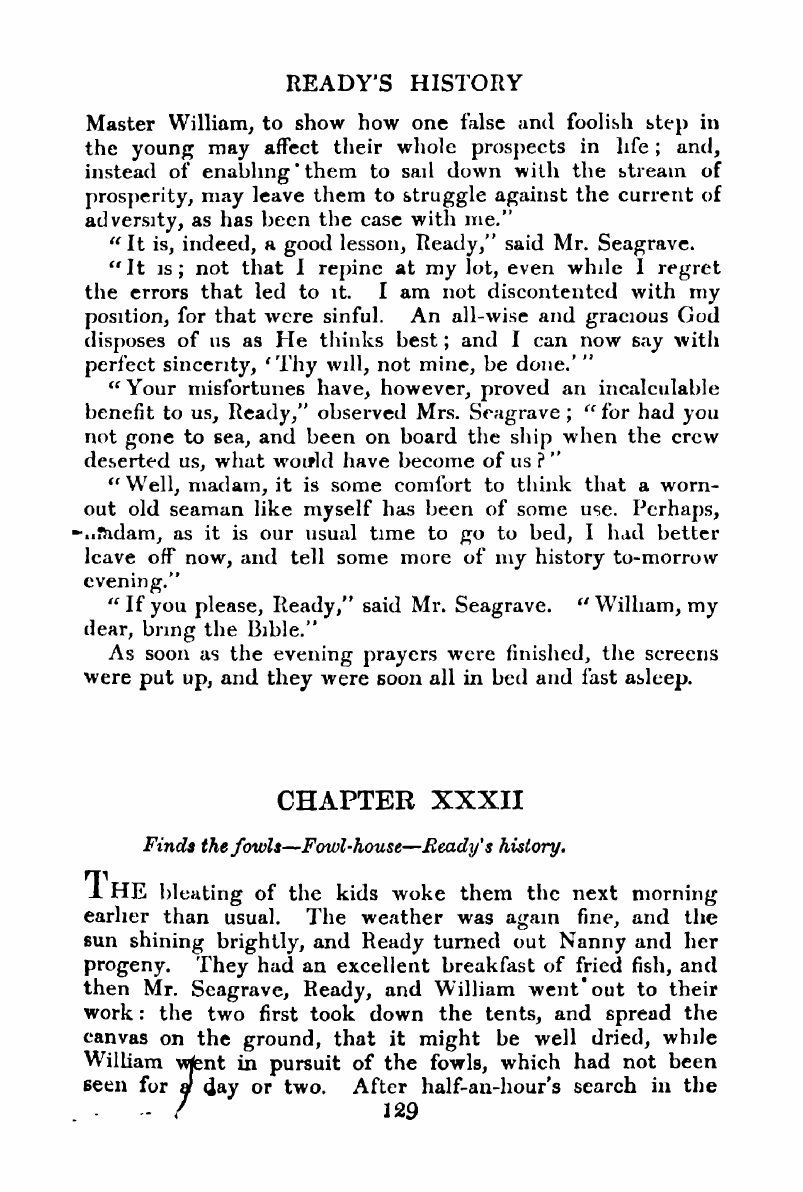 READY'S HISTORY
Master William, to show how one false and foolish step in
the young may affect their whole prospects in life; and,
instead of enabling them to sail down with the stream of
prosperity, may leave them to struggle against the current of
adversity, as has been the case with me."
"It is, indeed, a good lesson, Ready," said Mr. Seagrave.
"It is; not that I repine at my lot, even while I regret
the errors that led to it. I am not discontented with my
position, for that were sinful. An all-wise and gracious God
disposes of us as He thinks best; and I can now say with
perfect sincerity, 'Thy will, not mine, be done.'"
"Your misfortunes have, however, proved an incalculable
benefit to us, Ready," observed Mrs. Seagrave; "for had you
not gone to sea, and been on board the ship when the crew
deserted us, what would have become of us?"
"Well, madam, it is some comfort to think that a worn-
out old seaman like myself has been of some use. Perhaps,
madam, as it is our usual time to go to bed, I had better
leave off now, and tell some more of my history to-morrow
evening."
"If you please, Ready," said Mr. Seagrave. "William, my
dear, bring the Bible."
As soon as the evening prayers were finished, the screens
were put up, and they were soon all in bed and fast asleep.
CHAPTER XXXII
Finds the fowls—Fowl-house—Ready's history.
THE bleating of the kids woke them the next morning
earlier than usual. The weather was again fine, and the
sun shining brightly, and Ready turned out Nanny and her
progeny. They had an excellent breakfast of fried fish, and
then Mr. Seagrave, Ready, and William went out to their
work: the two first took down the tents, and spread the
canvas on the ground, that it might be well dried, while
William went in pursuit of the fowls, which had not been
seen for a day or two. After half-an-hour's search in the
129